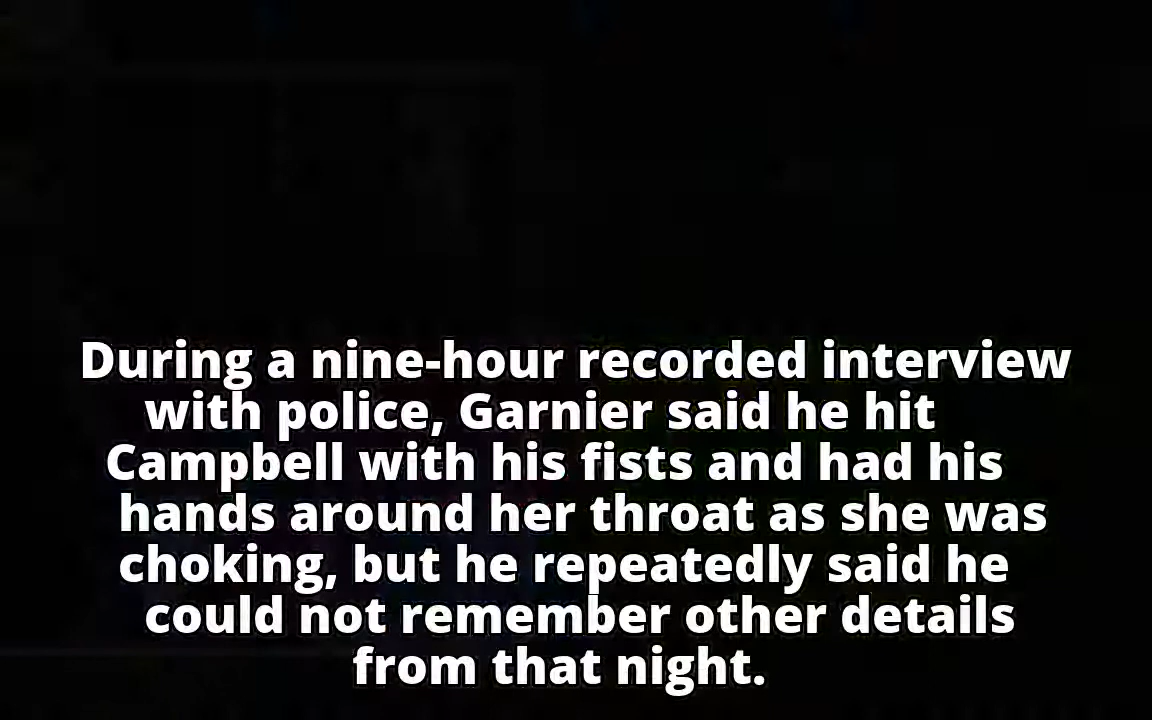 During a nine-hour recorded interview
with police, Garnier said he hit
Campbell with his fists and had his
hands around her throat as she was
choking, but he repeatedly said he
could not remember other details
from that night.